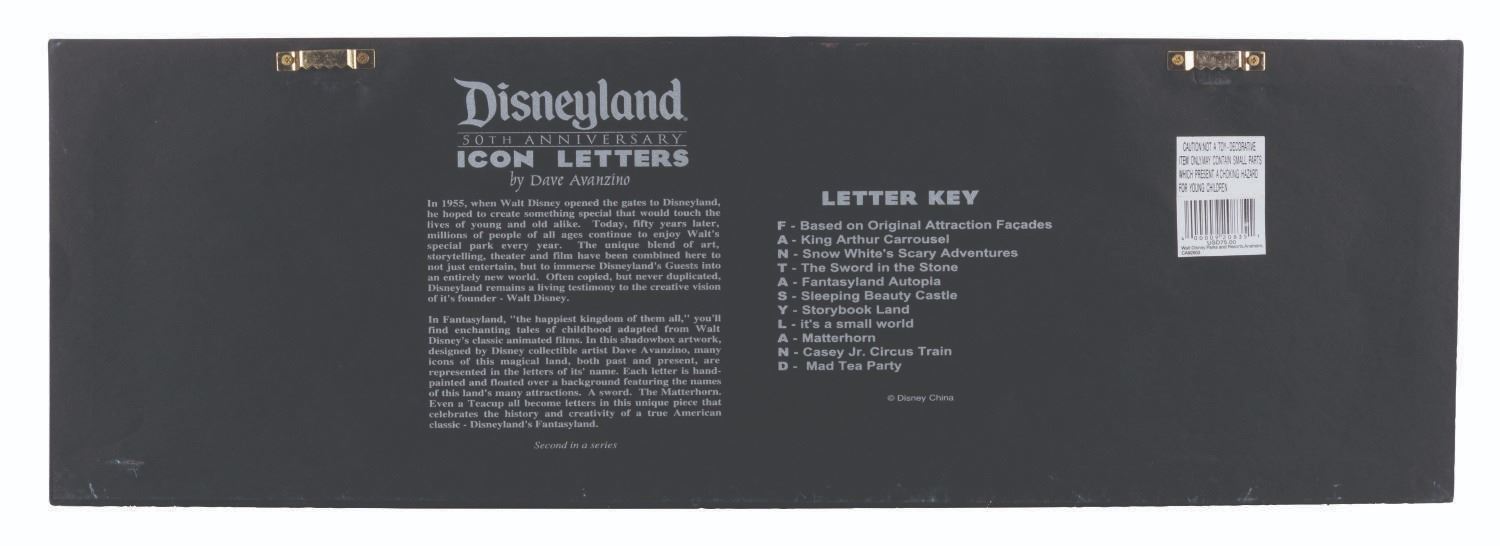 Disneyland
50TH ANNIVERSARY
ICON LETTERS
by Dave Avanzino
In 1955, when Walt Disney opened the gates to Disneyland,
he hoped to create something special that would touch the
lives of young and old alike. Today, fifty years later,
millions of people of all ages continue to enjoy Walt's
special park every year. The unique blend of art,
storytelling, theater and film have been combined here to
not just entertain, but to immerse Disneyland's Guests into
an entirely new world. Often copied, but never duplicated,
Disneyland remains a living testimony to the creative vision
of it's founder - Walt Disney.
In Fantasyland, "the happiest kingdom of them all," you'll
find enchanting tales of childhood adapted from Walt
Disney's classic animated films. In this shadowbox artwork,
designed by Disney collectible artist Dave Avanzino, many
icons of this magical land, both past and present, are
represented in the letters of its' name. Each letter is hand-
painted and floated over a background featuring the names
of this land's many attractions. A sword. The Matterhorn.
Even a Teacup all become letters in this unique piece that
celebrates the history and creativity of a true American
classic - Disneyland's Fantasyland.
Second in a series
LETTER KEY
F - Based on Original Attraction Façades
A - King Arthur Carrousel
N - Snow White's Scary Adventures
T - The Sword in the Stone
A - Fantasyland Autopia
S - Sleeping Beauty Castle
Y - Storybook Land
L - it's a small world
A - Matterhorn
N - Casey Jr. Circus Train
D - Mad Tea Party
© Disney China
CAUTION:NOT A TOY-DECORATIVE
ITEM ONLY.MAY CONTAIN SMALL PARTS
WHICH PRESENT A CHOKING HAZARD
FOR YOUNG CHILDREN
USD75.00
Walt Disney Parks and Resorts,Anaheim,